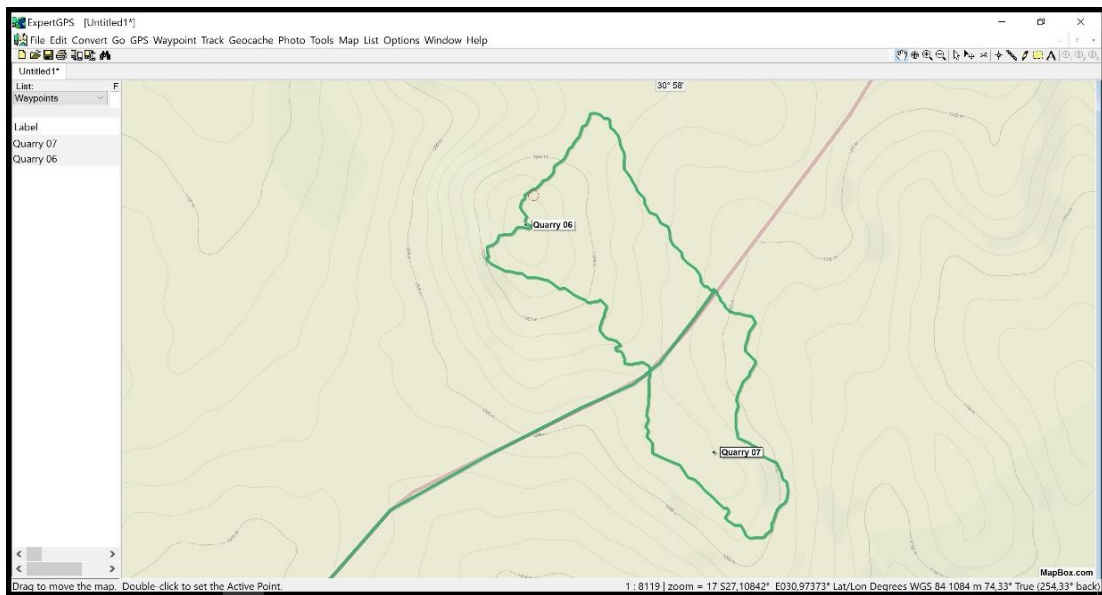 ExpertGPS [Untitled1*]
File Edit Convert Go GPS Waypoint Track Geocache Photo Tools Map List Options Window Help
Untitled1*
List: F
Waypoints
Label
Quarry 07
Quarry 06
30° 58'
Quarry 06
Quarry 07
MapBox.com
Drag to move the map. Double-click to set the Active Point.
1 : 8119 | zoom = 17 S27,10842° E030,97373° Lat/Lon Degrees WGS 84 1084 m 74,33° True (254,33° back)